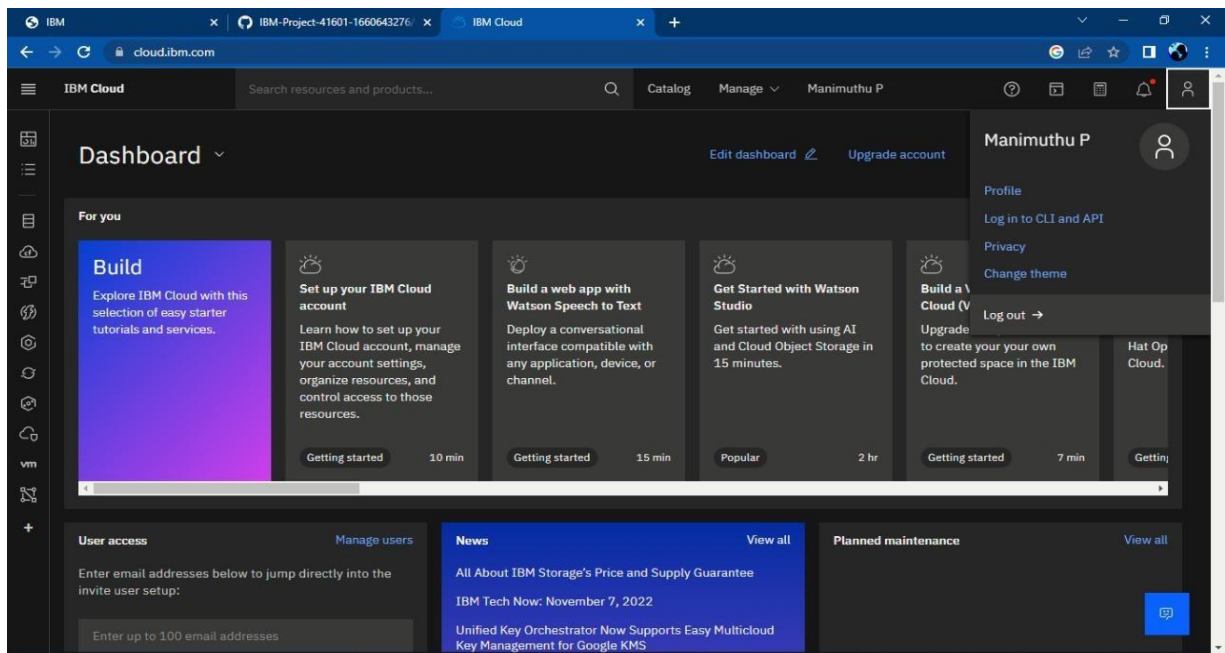 IBM
IBM-Project-41601-1660643276/
IBM Cloud
cloud.ibm.com
IBM Cloud
Search resources and products...
Catalog
Manage
Manimuthu P
Dashboard
Edit dashboard
Upgrade account
Manimuthu P
Profile
Log in to CLI and API
Privacy
Change theme
Log out →
For you
Build
Explore IBM Cloud with this
selection of easy starter
tutorials and services.
Set up your IBM Cloud
account
Learn how to set up your
IBM Cloud account, manage
your account settings,
organize resources, and
control access to those
resources.
Getting started
10 min
Build a web app with
Watson Speech to Text
Deploy a conversational
interface compatible with
any application, device, or
channel.
Getting started
15 min
Get Started with Watson
Studio
Get started with using AI
and Cloud Object Storage in
15 minutes.
Popular
2 hr
Build a V
Cloud (V
Upgrade
to create your your own
protected space in the IBM
Cloud.
Getting started
7 min
Hat Op
Cloud.
Getting
vm
User access
Manage users
Enter email addresses below to jump directly into the
invite user setup:
Enter up to 100 email addresses
News
View all
All About IBM Storage's Price and Supply Guarantee
IBM Tech Now: November 7, 2022
Unified Key Orchestrator Now Supports Easy Multicloud
Key Management for Google KMS
Planned maintenance
View all